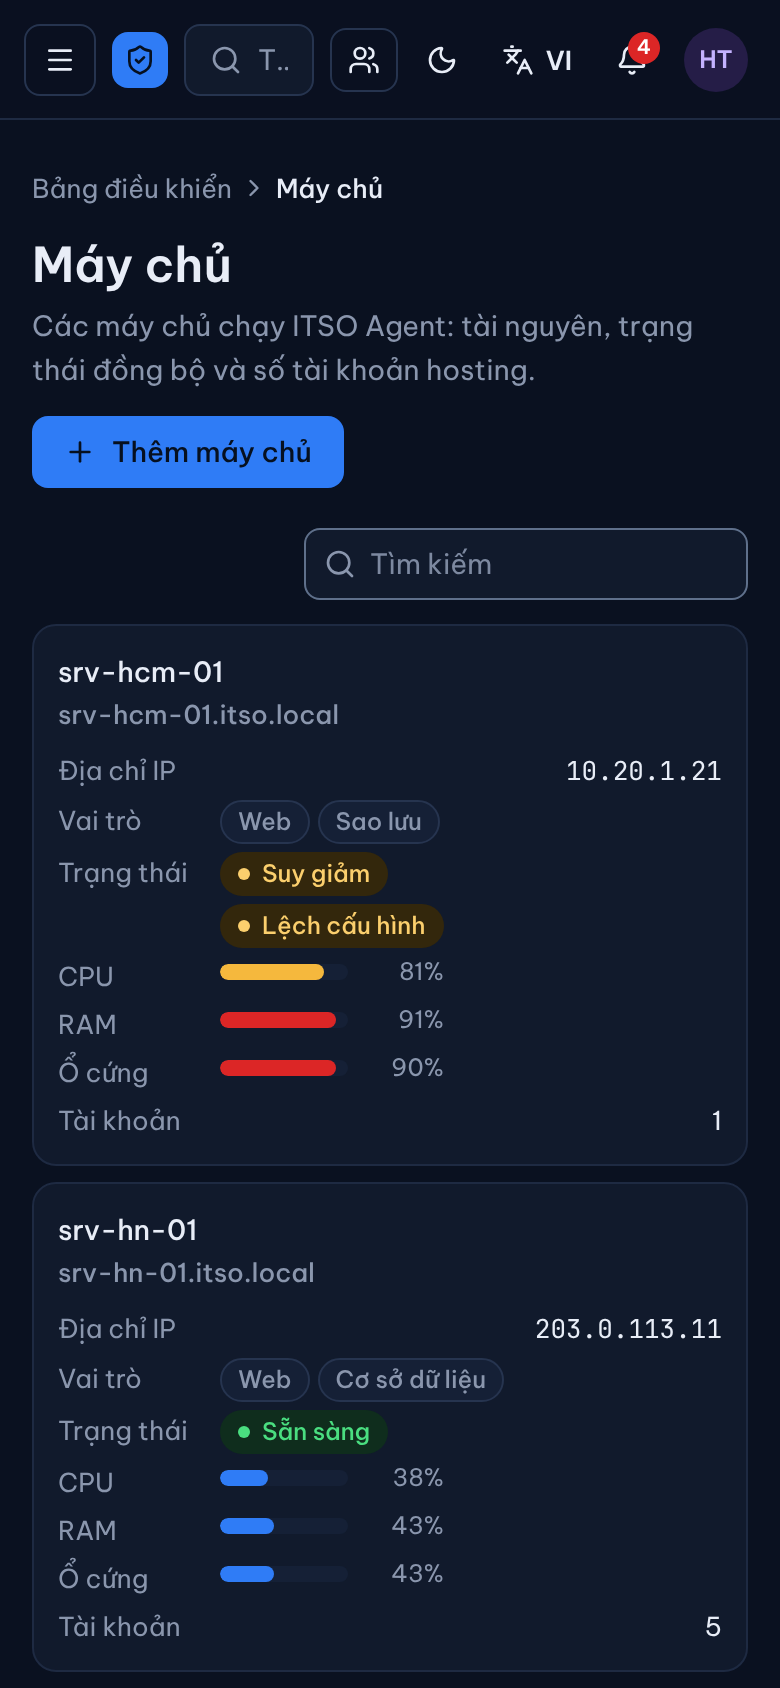 T..
VI
4
HT
Bảng điều khiển > Máy chủ
Máy chủ
Các máy chủ chạy ITSO Agent: tài nguyên, trạng
thái đồng bộ và số tài khoản hosting.
+ Thêm máy chủ
Tìm kiếm
srv-hcm-01
srv-hcm-01.itso.local
Địa chỉ IP 10.20.1.21
Vai trò Web Sao lưu
Trạng thái Suy giảm
Lệch cấu hình
CPU 81%
RAM 91%
Ổ cứng 90%
Tài khoản 1
srv-hn-01
srv-hn-01.itso.local
Địa chỉ IP 203.0.113.11
Vai trò Web Cơ sở dữ liệu
Trạng thái Sẵn sàng
CPU 38%
RAM 43%
Ổ cứng 43%
Tài khoản 5